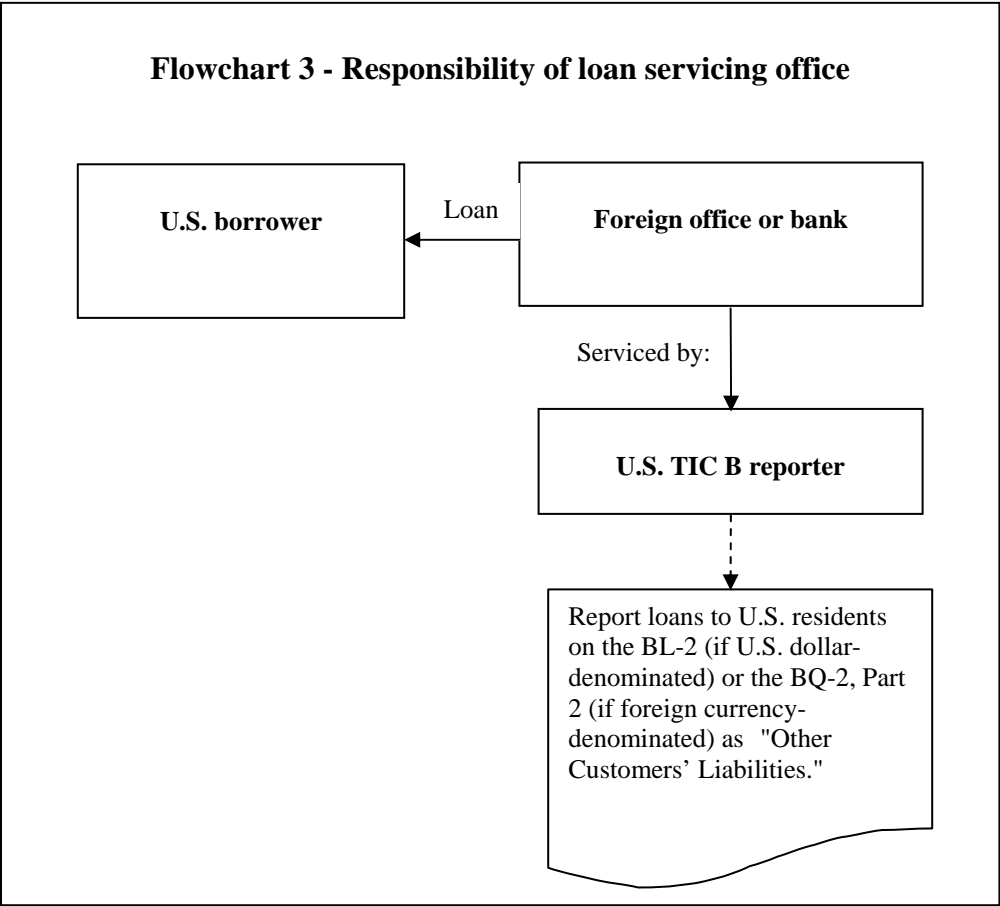 Flowchart 3 - Responsibility of loan servicing office
U.S. borrower
Loan
Foreign office or bank
Serviced by:
U.S. TIC B reporter
Report loans to U.S. residents
on the BL-2 (if U.S. dollar-
denominated) or the BQ-2, Part
2 (if foreign currency-
denominated) as "Other
Customers’ Liabilities."